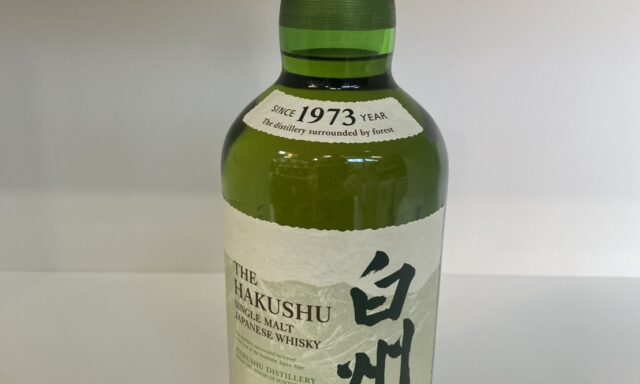 SINCE 1973 YEAR
The distillery surrounded by forest
THE
HAKUSHU
SINGLE MALT
JAPANESE WHISKY
白州
HAKUSHU DISTILLERY